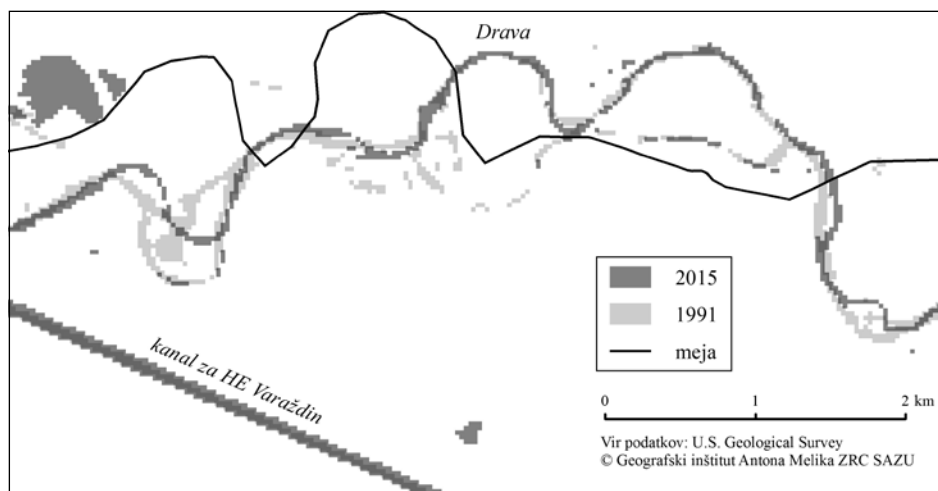 Drava
kanal za HE Varaždin
2015
1991
meja
0 1 2 km
Vir podatkov: U.S. Geological Survey
© Geografski inštitut Antona Melika ZRC SAZU